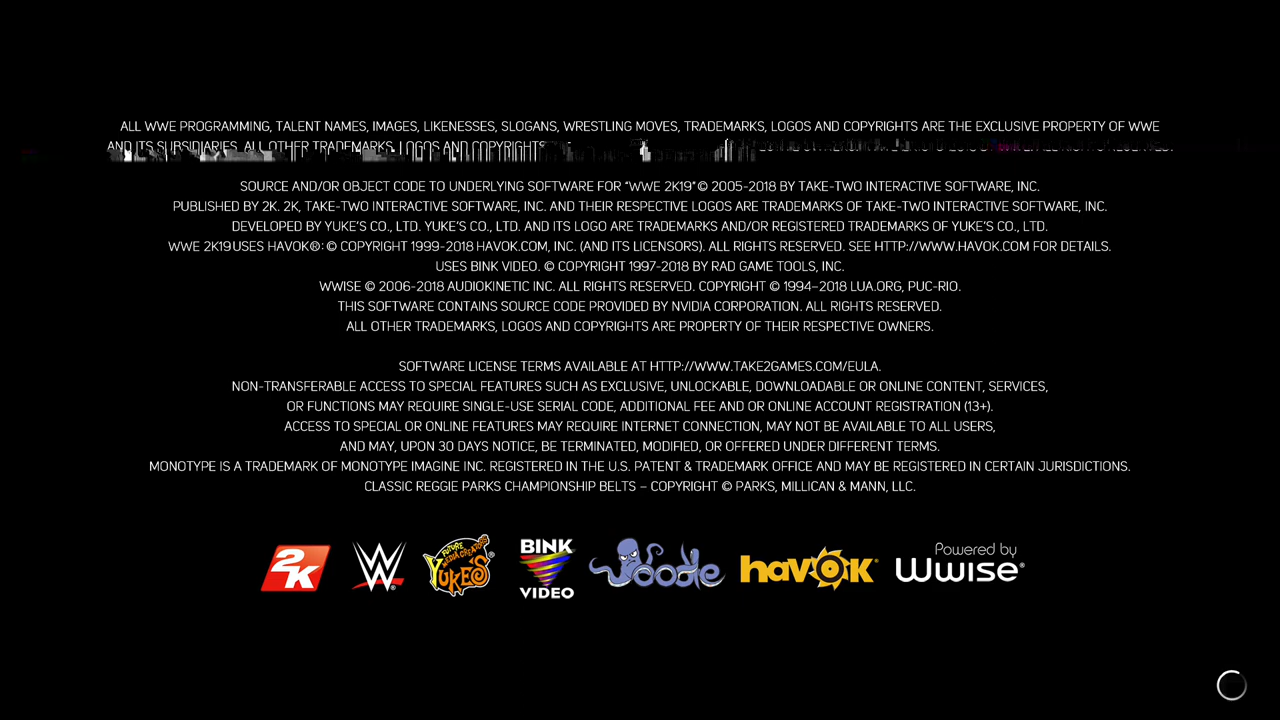 ALL WWE PROGRAMMING, TALENT NAMES, IMAGES, LIKENESSES, SLOGANS, WRESTLING MOVES, TRADEMARKS, LOGOS AND COPYRIGHTS ARE THE EXCLUSIVE PROPERTY OF WWE
AND ITS SUBSIDIARIES. ALL OTHER TRADEMARKS, LOGOS AND COPYRIGHTS
SOURCE AND/OR OBJECT CODE TO UNDERLYING SOFTWARE FOR "WWE 2K19" © 2005-2018 BY TAKE-TWO INTERACTIVE SOFTWARE, INC.
PUBLISHED BY 2K. 2K, TAKE-TWO INTERACTIVE SOFTWARE, INC. AND THEIR RESPECTIVE LOGOS ARE TRADEMARKS OF TAKE-TWO INTERACTIVE SOFTWARE, INC.
DEVELOPED BY YUKE'S CO., LTD. YUKE'S CO., LTD. AND ITS LOGO ARE TRADEMARKS AND/OR REGISTERED TRADEMARKS OF YUKE'S CO., LTD.
WWE 2K19 USES HAVOK®: © COPYRIGHT 1999-2018 HAVOK.COM, INC. (AND ITS LICENSORS). ALL RIGHTS RESERVED. SEE HTTP://WWW.HAVOK.COM FOR DETAILS.
USES BINK VIDEO. © COPYRIGHT 1997-2018 BY RAD GAME TOOLS, INC.
WWISE © 2006-2018 AUDIOKINETIC INC. ALL RIGHTS RESERVED. COPYRIGHT © 1994–2018 LUA.ORG, PUC-RIO.
THIS SOFTWARE CONTAINS SOURCE CODE PROVIDED BY NVIDIA CORPORATION. ALL RIGHTS RESERVED.
ALL OTHER TRADEMARKS, LOGOS AND COPYRIGHTS ARE PROPERTY OF THEIR RESPECTIVE OWNERS.
SOFTWARE LICENSE TERMS AVAILABLE AT HTTP://WWW.TAKE2GAMES.COM/EULA.
NON-TRANSFERABLE ACCESS TO SPECIAL FEATURES SUCH AS EXCLUSIVE, UNLOCKABLE, DOWNLOADABLE OR ONLINE CONTENT, SERVICES,
OR FUNCTIONS MAY REQUIRE SINGLE-USE SERIAL CODE, ADDITIONAL FEE AND OR ONLINE ACCOUNT REGISTRATION (13+).
ACCESS TO SPECIAL OR ONLINE FEATURES MAY REQUIRE INTERNET CONNECTION, MAY NOT BE AVAILABLE TO ALL USERS,
AND MAY, UPON 30 DAYS NOTICE, BE TERMINATED, MODIFIED, OR OFFERED UNDER DIFFERENT TERMS.
MONOTYPE IS A TRADEMARK OF MONOTYPE IMAGINE INC. REGISTERED IN THE U.S. PATENT & TRADEMARK OFFICE AND MAY BE REGISTERED IN CERTAIN JURISDICTIONS.
CLASSIC REGGIE PARKS CHAMPIONSHIP BELTS – COPYRIGHT © PARKS, MILLICAN & MANN, LLC.
2K
W
FUTURE MEDIA CREATORS YUKE'S®
BINK VIDEO
oodle
havok®
Powered by
Wwise®